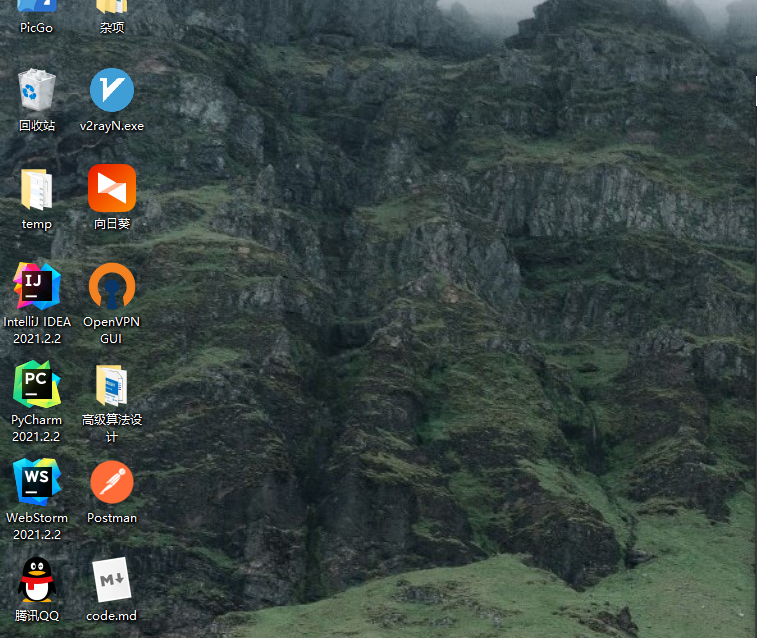 PicGo
杂项
回收站
v2rayN.exe
temp
向日葵
IJ
IntelliJ IDEA
2021.2.2
OpenVPN
GUI
PC
PyCharm
2021.2.2
高级算法设
计
WS
WebStorm
2021.2.2
Postman
腾讯QQ
M
code.md